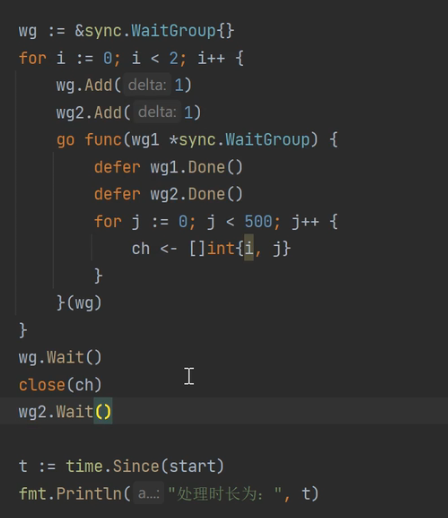 wg := &sync.WaitGroup{}
for i := 0; i < 2; i++ {
    wg.Add( delta: 1)
    wg2.Add( delta: 1)
    go func(wg1 *sync.WaitGroup) {
        defer wg1.Done()
        defer wg2.Done()
        for j := 0; j < 500; j++ {
            ch <- []int{i, j}
        }
    }(wg)
}
wg.Wait()
close(ch)
wg2.Wait()
t := time.Since(start)
fmt.Println( a...: "处理时长为：", t)